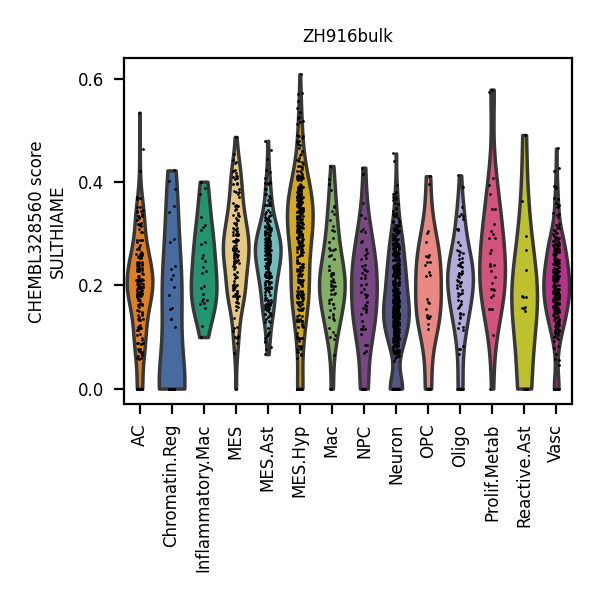 ZH916bulk
CHEMBL328560 score
SULTHIAME
0.6
0.4
0.2
0.0
AC
Chromatin.Reg
Inflammatory.Mac
MES
MES.Ast
MES.Hyp
Mac
NPC
Neuron
OPC
Oligo
Prolif.Metab
Reactive.Ast
Vasc